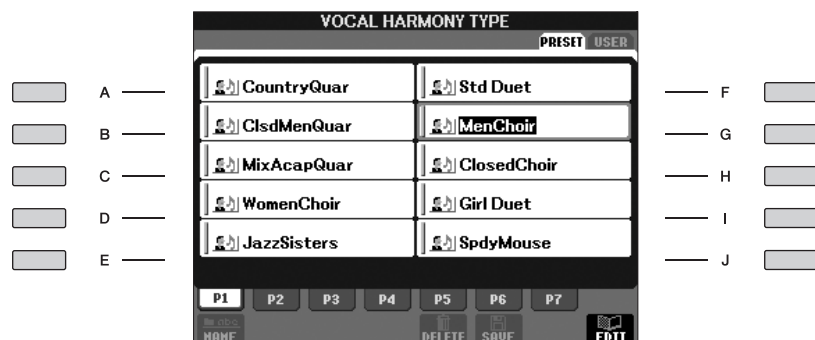 VOCAL HARMONY TYPE
PRESET USER
A CountryQuar Std Duet F
B ClsdMenQuar MenChoir G
C MixAcapQuar ClosedChoir H
D WomenChoir Girl Duet I
E JazzSisters SpdyMouse J
P1 P2 P3 P4 P5 P6 P7
NAME DELETE SAVE EDIT